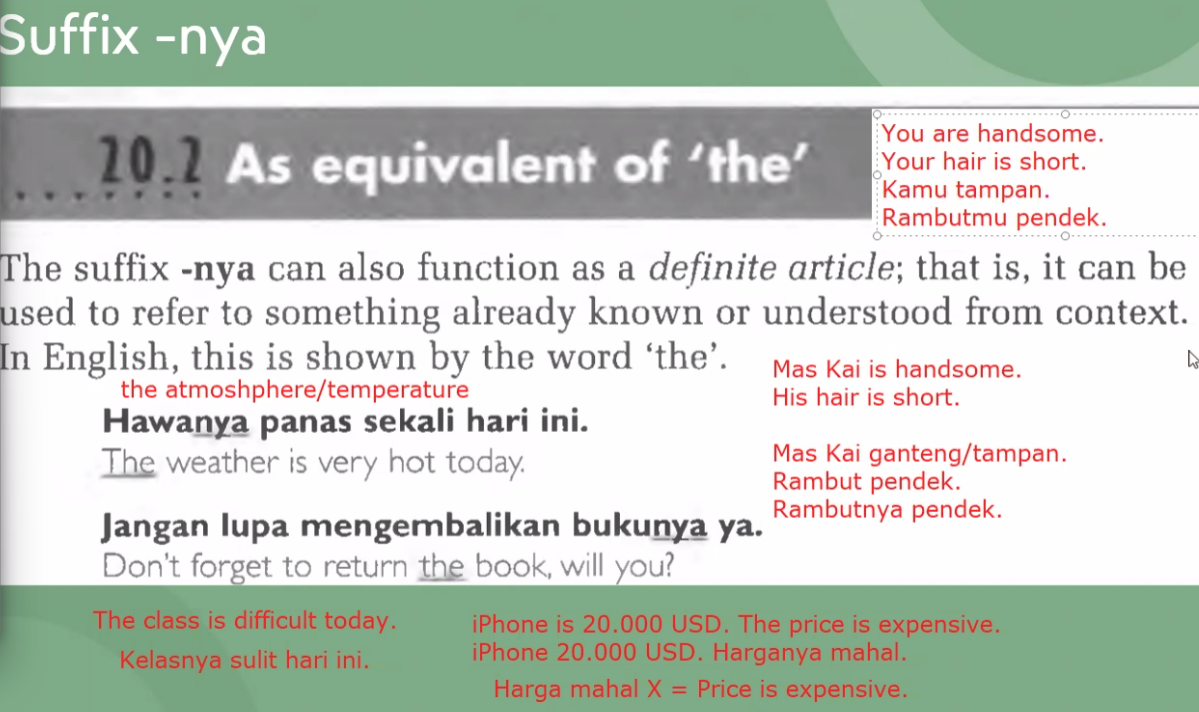 Suffix -nya
20.2 As equivalent of ‘the’
You are handsome.
Your hair is short.
Kamu tampan.
Rambutmu pendek.
The suffix -nya can also function as a definite article; that is, it can be
used to refer to something already known or understood from context.
In English, this is shown by the word ‘the’.
the atmoshphere/temperature
Hawanya panas sekali hari ini.
The weather is very hot today.
Jangan lupa mengembalikan bukunya ya.
Don't forget to return the book, will you?
Mas Kai is handsome.
His hair is short.
Mas Kai ganteng/tampan.
Rambut pendek.
Rambutnya pendek.
The class is difficult today.
Kelasnya sulit hari ini.
iPhone is 20.000 USD. The price is expensive.
iPhone 20.000 USD. Harganya mahal.
Harga mahal X = Price is expensive.